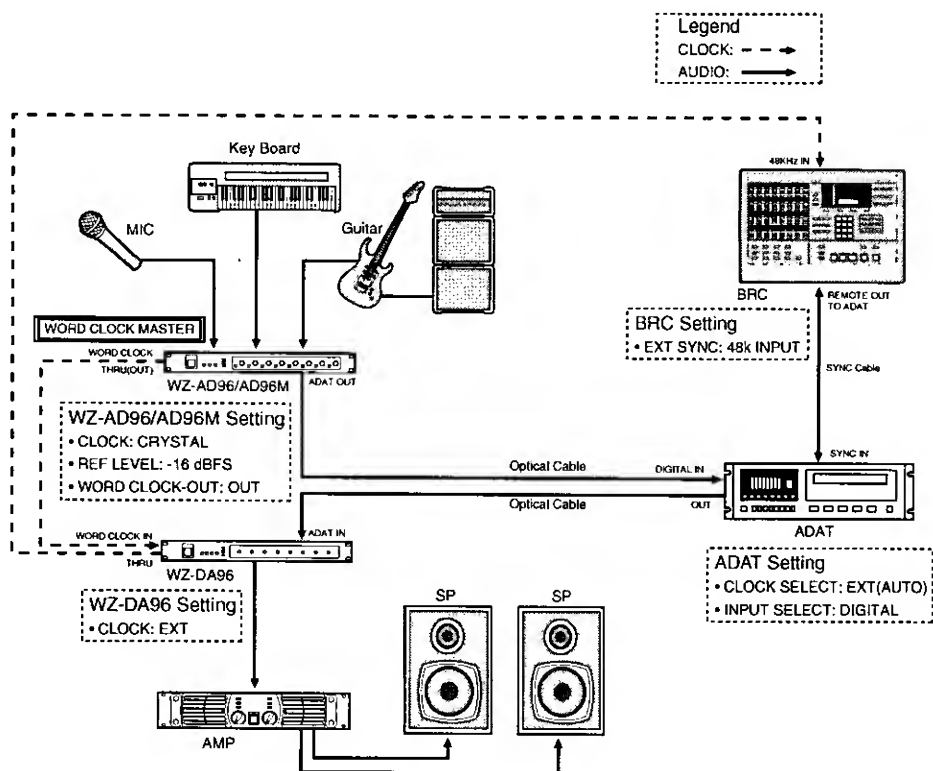 Legend
CLOCK:
AUDIO:
Key Board
48KHz IN
MIC
Guitar
BRC
REMOTE OUT
TO ADAT
WORD CLOCK MASTER
BRC Setting
• EXT SYNC: 48k INPUT
WORD CLOCK
THRU(OUT)
ADAT OUT
WZ-AD96/AD96M
SYNC Cable
WZ-AD96/AD96M Setting
• CLOCK: CRYSTAL
• REF LEVEL: -16 dBFS
• WORD CLOCK-OUT: OUT
SYNC IN
Optical Cable
DIGITAL IN
Optical Cable
OUT
ADAT
WORD CLOCK IN
ADAT IN
THRU
WZ-DA96
ADAT Setting
• CLOCK SELECT: EXT(AUTO)
• INPUT SELECT: DIGITAL
WZ-DA96 Setting
• CLOCK: EXT
SP
SP
AMP